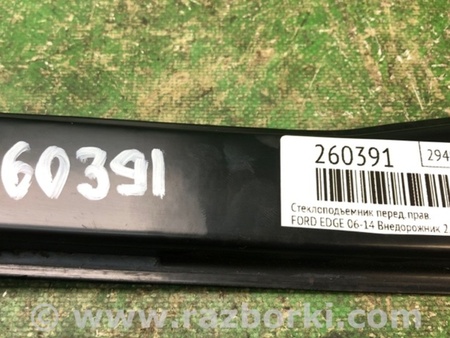 60391
260391
294
Стеклоподъемник перед прав.
FORD EDGE 06-14 Внедорожник 2
www.razborki.com